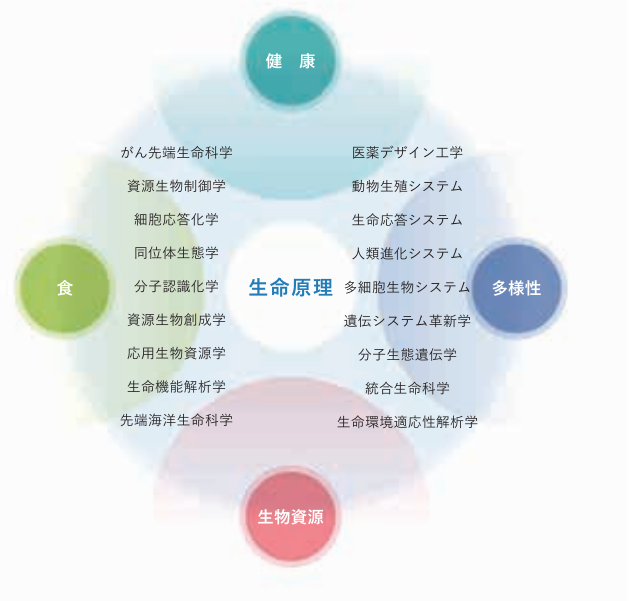 健　康
がん先端生命科学
資源生物制御学
細胞応答化学
同位体生態学
分子認識化学
資源生物創成学
応用生物資源学
生命機能解析学
先端海洋生命科学
医薬デザイン工学
動物生殖システム
生命応答システム
人類進化システム
多細胞生物システム
遺伝システム革新学
分子生態遺伝学
統合生命科学
生命環境適応性解析学
食
生命原理
多様性
生物資源